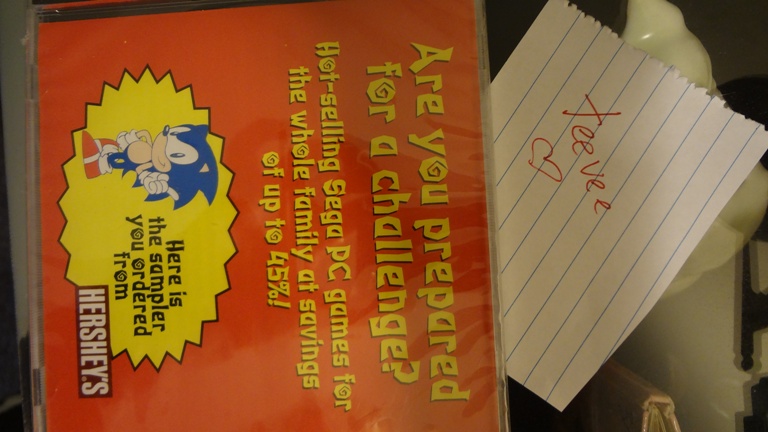 Are you prepared
for a challenge?
Hot-selling Sega PC games for
the whole family at savings
of up to 45%!
Here is
the sampler
you ordered
from
HERSHEY'S
Xeevee